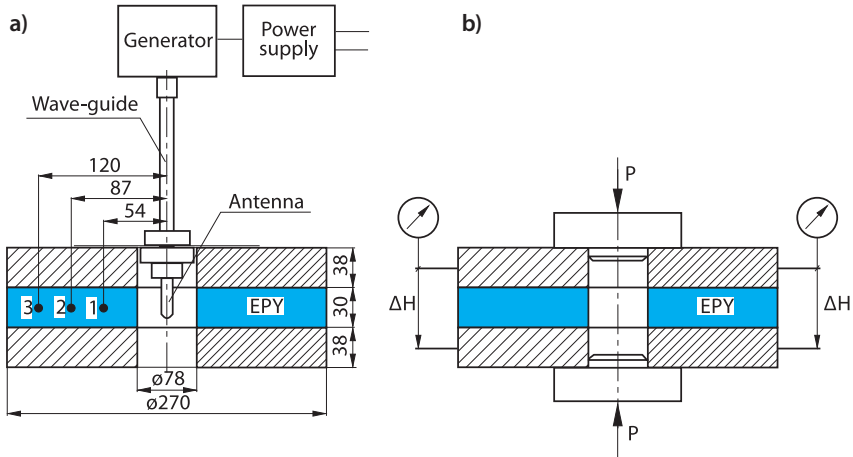 a)
Generator
Power
supply
b)
Wave-guide
120
87
54
Antenna
P
38
30
38
3
2
1
EPY
EPY
ΔH
ΔH
ø78
ø270
P